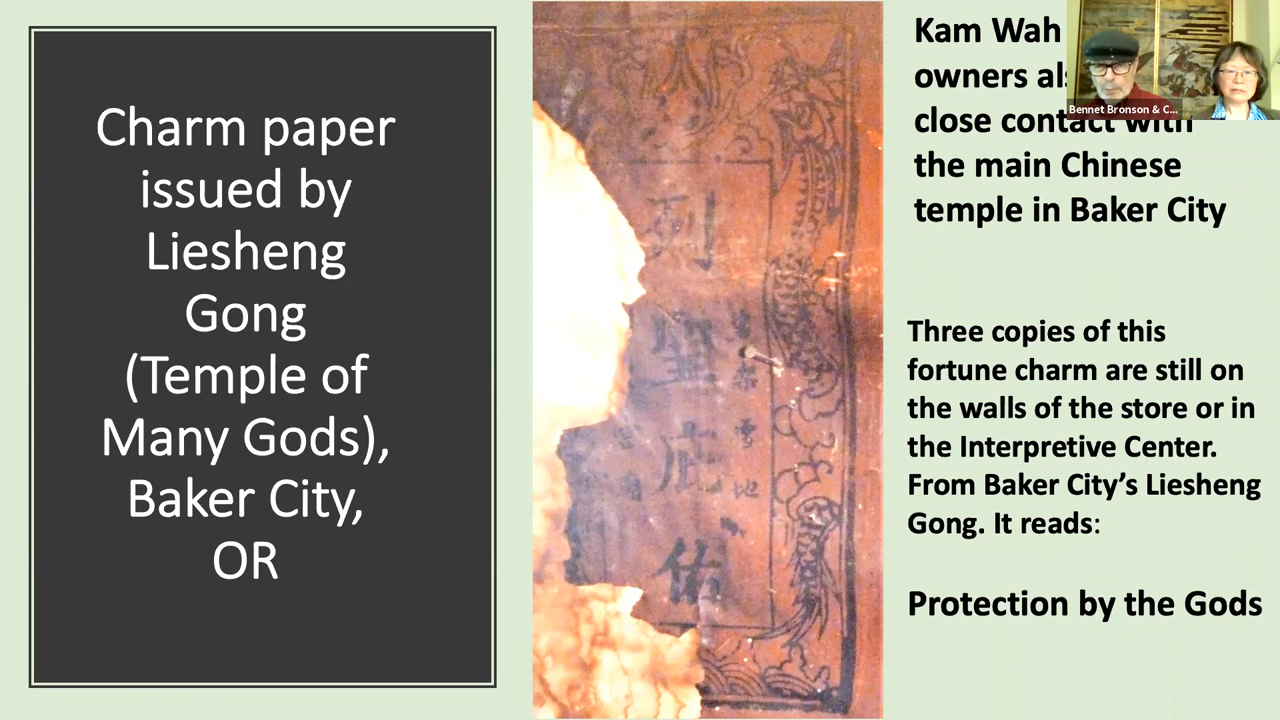 Charm paper
issued by
Liesheng
Gong
(Temple of
Many Gods),
Baker City,
OR
列
聖
庇
佑
Kam Wah
owners
close contact with
the main Chinese
temple in Baker City
Bennet Bronson & C...
Three copies of this
fortune charm are still on
the walls of the store or in
the Interpretive Center.
From Baker City’s Liesheng
Gong. It reads:
Protection by the Gods